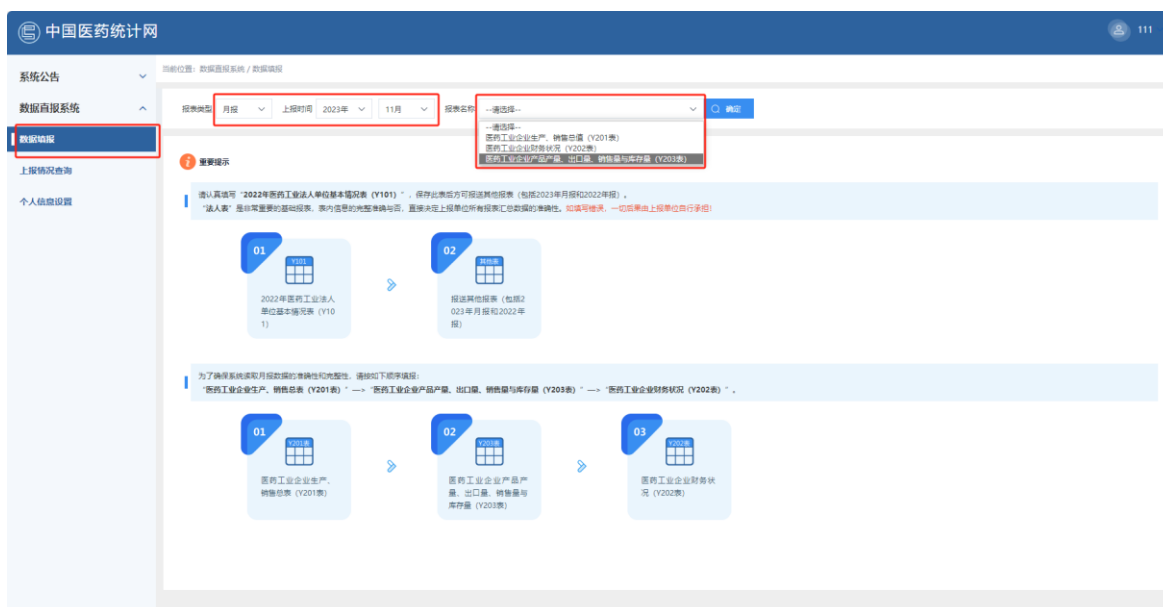 中国医药统计网
111
系统公告
数据直报系统
数据填报
上报情况查询
个人信息设置
当前位置：数据直报系统 / 数据填报
报表类型 月报 上报时间 2023年 11月 报表名称 --请选择-- 确定
--请选择--
医药工业企业生产、销售总值（Y201表）
医药工业企业财务状况（Y202表）
医药工业企业产品产量、出口量、销售量与库存量（Y203表）
重要提示
请认真填写“2022年医药工业法人单位基本情况表（Y101）”，保存此表后方可报送其他报表（包括2023年月报和2022年报）。
“法人表”是非常重要的基础报表，表内信息的完整准确与否，直接决定上报单位所有报表汇总数据的准确性。如填写错误，一切后果由上报单位自行承担！
01
Y101
2022年医药工业法人
单位基本情况表（Y10
1）
02
其他表
报送其他报表（包括2
023年月报和2022年
报）
为了确保系统读取月报数据的准确性和完整性，请按如下顺序填报：
“医药工业企业生产、销售总表（Y201表）”—>“医药工业企业产品产量、出口量、销售量与库存量（Y203表）”—>“医药工业企业财务状况（Y202表）”。
01
Y201表
医药工业企业生产、
销售总表（Y201表）
02
Y203表
医药工业企业产品产
量、出口量、销售量与
库存量（Y203表）
03
Y202表
医药工业企业财务状
况（Y202表）